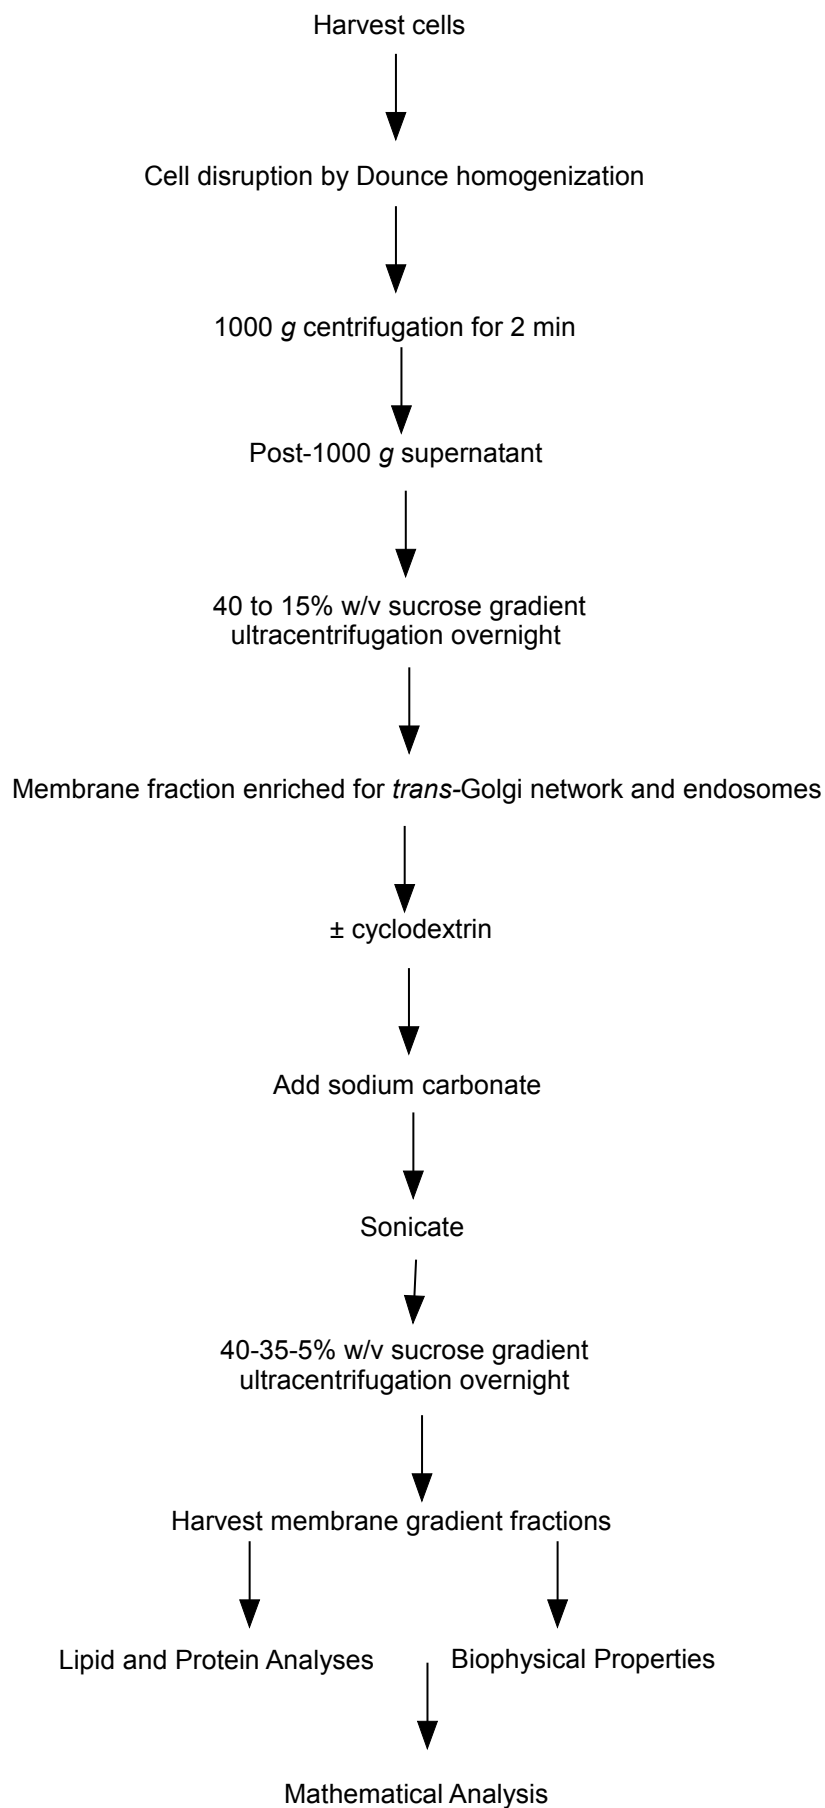 Harvest cells
Cell disruption by Dounce homogenization
1000 g centrifugation for 2 min
Post-1000 g supernatant
40 to 15% w/v sucrose gradient
ultracentrifugation overnight
Membrane fraction enriched for trans-Golgi network and endosomes
± cyclodextrin
Add sodium carbonate
Sonicate
40-35-5% w/v sucrose gradient
ultracentrifugation overnight
Harvest membrane gradient fractions
Lipid and Protein Analyses
Biophysical Properties
Mathematical Analysis